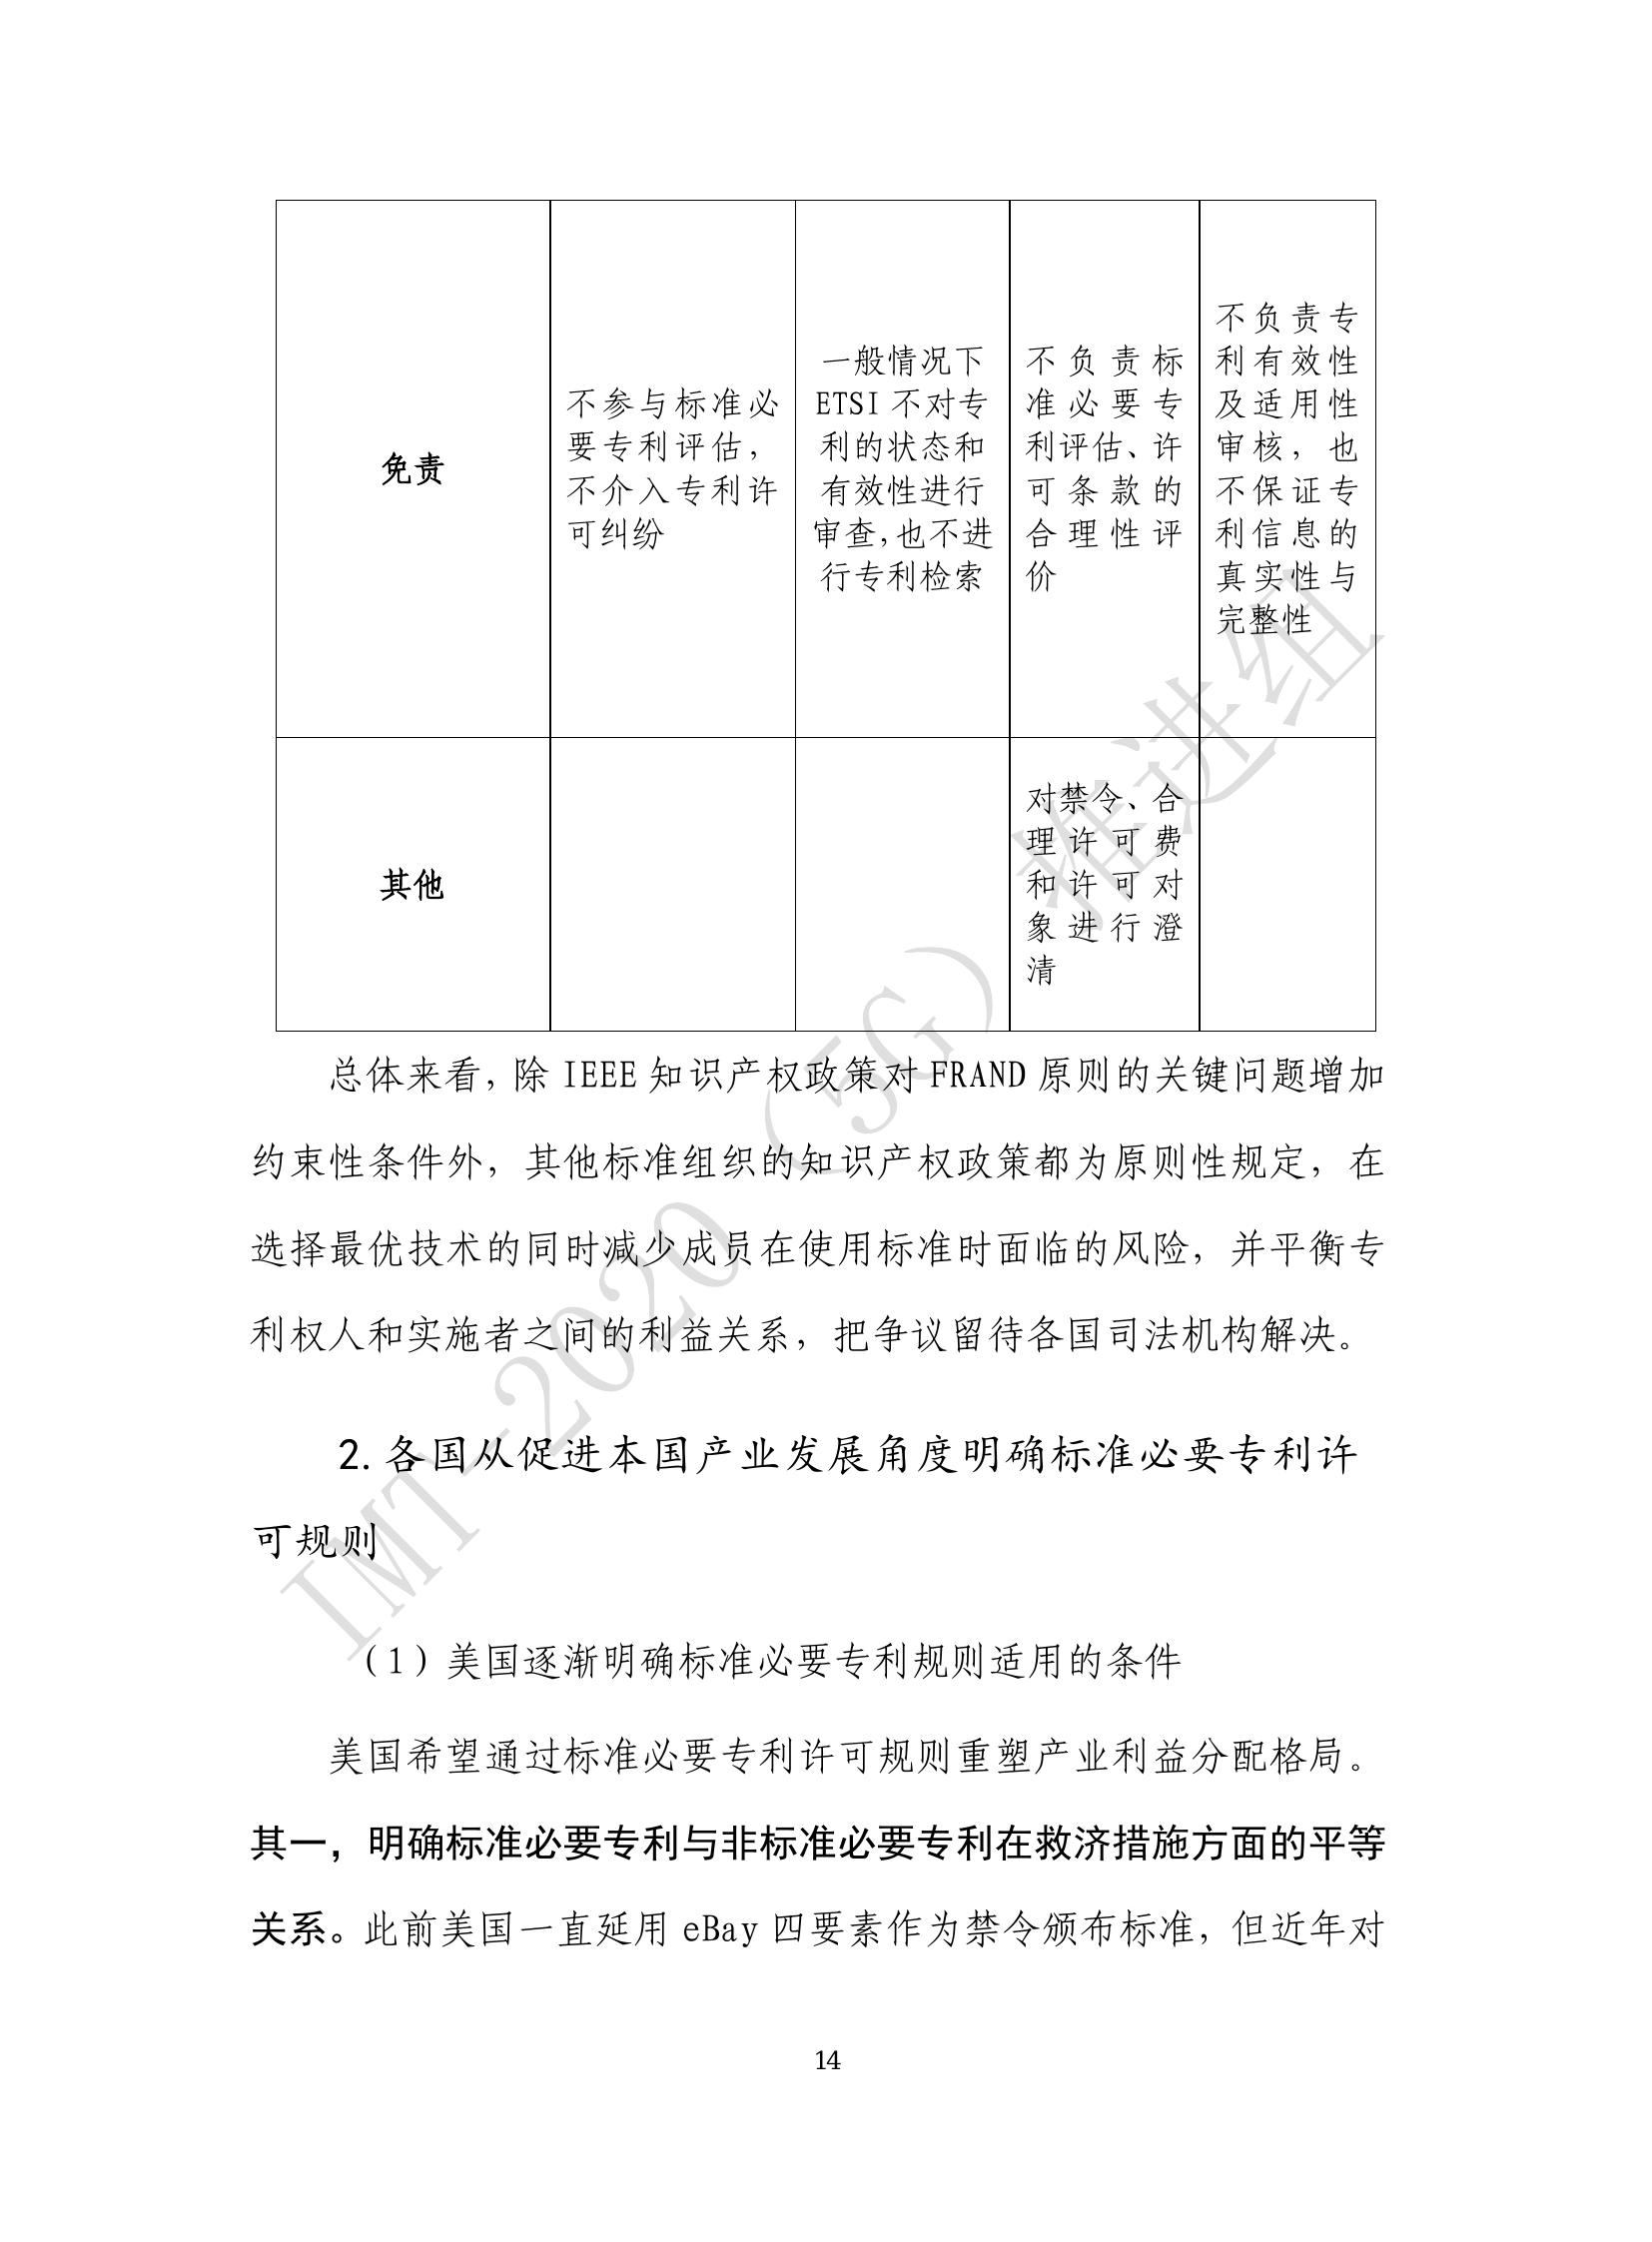 免责
不参与标准必
要专利评估，
不介入专利许
可纠纷
一般情况下
ETSI 不对专
利的状态和
有效性进行
审查，也不进
行专利检索
不负责标
准必要专
利评估、许
可条款的
合理性评
价
不负责专
利有效性
及适用性
审核，也
不保证专
利信息的
真实性与
完整性
其他
对禁令、合
理许可费
和许可对
象进行澄
清
总体来看，除 IEEE 知识产权政策对 FRAND 原则的关键问题增加
约束性条件外，其他标准组织的知识产权政策都为原则性规定，在
选择最优技术的同时减少成员在使用标准时面临的风险，并平衡专
利权人和实施者之间的利益关系，把争议留待各国司法机构解决。
2.各国从促进本国产业发展角度明确标准必要专利许
可规则
（1）美国逐渐明确标准必要专利规则适用的条件
美国希望通过标准必要专利许可规则重塑产业利益分配格局。
其一，明确标准必要专利与非标准必要专利在救济措施方面的平等
关系。此前美国一直延用 eBay 四要素作为禁令颁布标准，但近年对
14
IMT-2020（5G）推进组